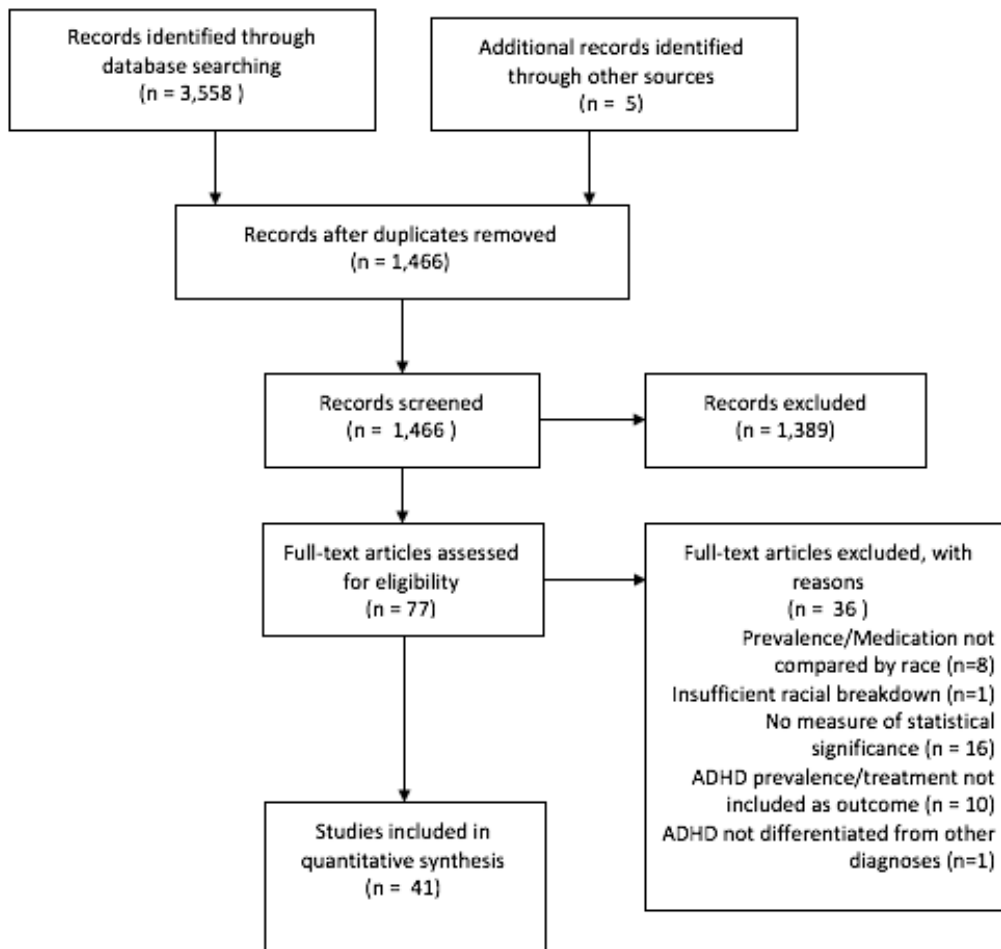 Records identified through
database searching
(n = 3,558 )
Additional records identified
through other sources
(n = 5)
Records after duplicates removed
(n = 1,466)
Records screened
(n = 1,466 )
Records excluded
(n = 1,389)
Full-text articles assessed
for eligibility
(n = 77)
Full-text articles excluded, with
reasons
(n = 36 )
Prevalence/Medication not
compared by race (n=8)
Insufficient racial breakdown (n=1)
No measure of statistical
significance (n = 16)
ADHD prevalence/treatment not
included as outcome (n = 10)
ADHD not differentiated from other
diagnoses (n=1)
Studies included in
quantitative synthesis
(n = 41)